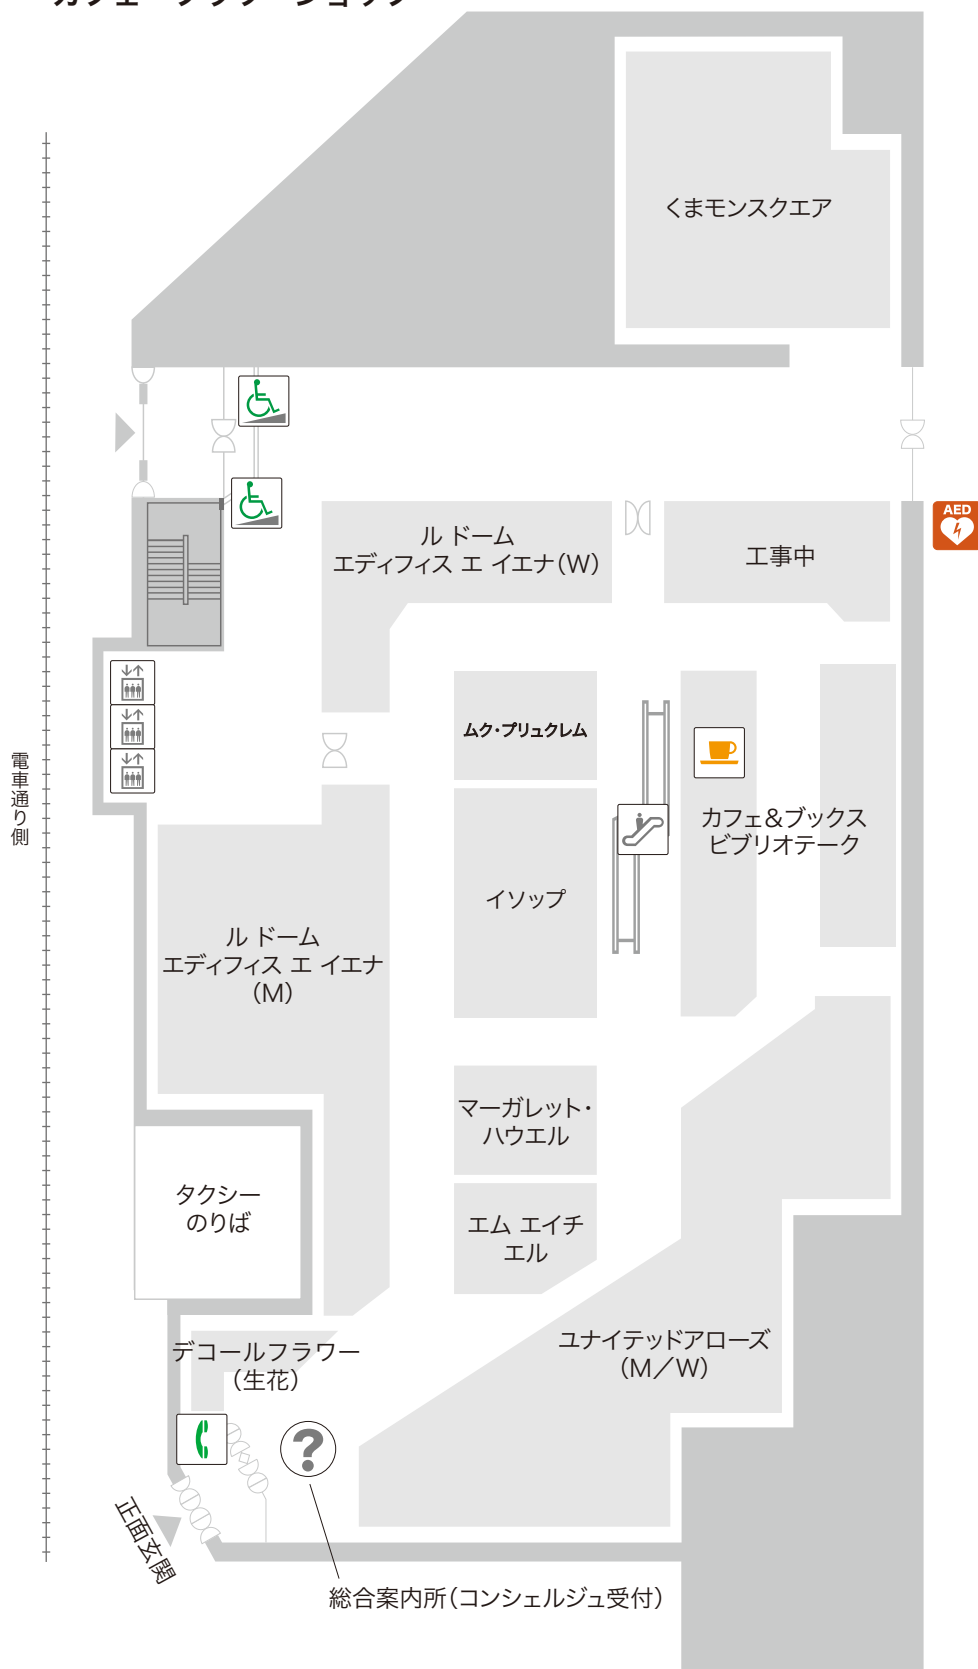 くまモンスクエア
AED
ル ドーム
エディフィス エ イエナ(W)
工事中
ムク・プリュクレム
電車通り側
カフェ&ブックス
ビブリオテーク
イソップ
ル ドーム
エディフィス エ イエナ
(M)
マーガレット・
ハウエル
タクシー
のりば
エム エイチ
エル
ユナイテッドアローズ
(M／W)
デコールフラワー
(生花)
?
正面玄関
総合案内所(コンシェルジュ受付)